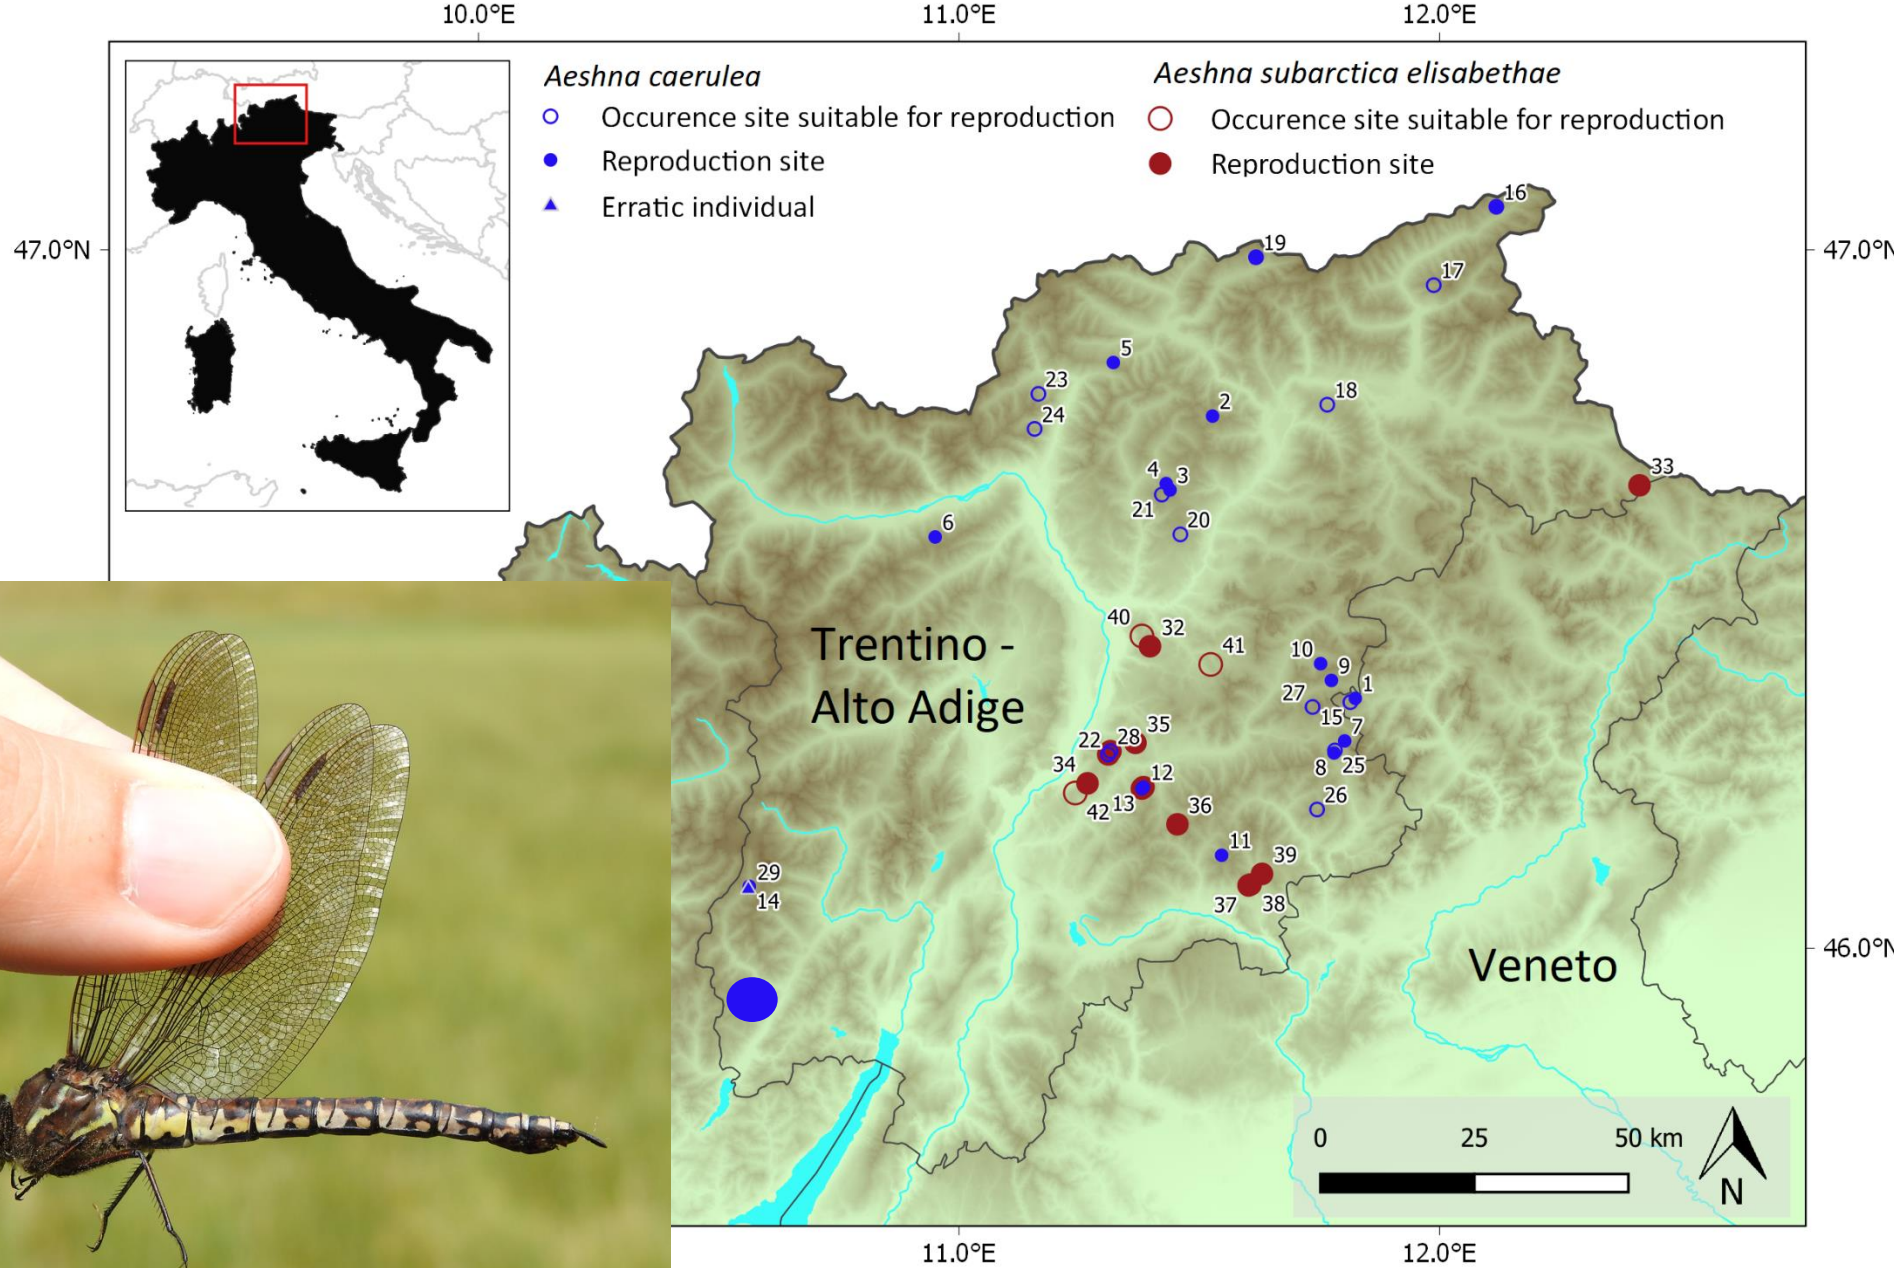 10.0°E 11.0°E 12.0°E
Aeshna caerulea
Occurence site suitable for reproduction
Reproduction site
Erratic individual
Aeshna subarctica elisabethae
Occurence site suitable for reproduction
Reproduction site
47.0°N
47.0°N
16
19
17
5
23
24
2
18
4
3
21
20
33
6
40
32
41
10
9
1
27
15
7
8
25
26
Trentino -
Alto Adige
35
22
28
34
12
13
42
36
11
39
37
38
29
14
46.0°N
Veneto
0 25 50 km
N
11.0°E 12.0°E